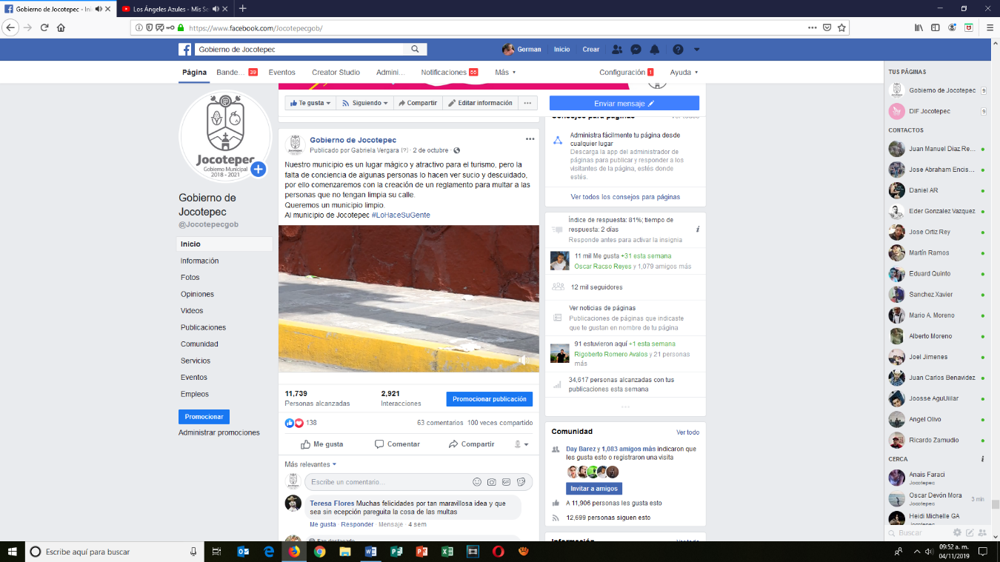 Gobierno de Jocotepec - Ini
Los Ángeles Azules - Mis Se
https://www.facebook.com/Jocotepecgob/
Gobierno de Jocotepec
German
Inicio
Crear
Página
Bande... 39
Eventos
Creator Studio
Admini...
Notificaciones 55
Más
Configuración 1
Ayuda
Te gusta
Siguiendo
Compartir
Editar información
Enviar mensaje
Jocotepec
Gobierno Municipal
2018 - 2021
Gobierno de
Jocotepec
@Jocotepecgob
Inicio
Información
Fotos
Opiniones
Videos
Publicaciones
Comunidad
Servicios
Eventos
Empleos
Promocionar
Administrar promociones
Gobierno de Jocotepec
Publicado por Gabriela Vergara [?] · 2 de octubre ·
Nuestro municipio es un lugar mágico y atractivo para el turismo, pero la
falta de conciencia de algunas personas lo hacen ver sucio y descuidado,
por ello comenzaremos con la creación de un reglamento para multar a las
personas que no tengan limpia su calle.
Queremos un municipio limpio.
Al municipio de Jocotepec #LoHaceSuGente
11,739
Personas alcanzadas
2,921
Interacciones
Promocionar publicación
138
63 comentarios 100 veces compartido
Me gusta
Comentar
Compartir
Más relevantes
Escribe un comentario...
GIF
Teresa Flores Muchas felicidades por tan maravillosa idea y que
sea sin ecepción pareguita la cosa de las multas
Me gusta · Responder · Mensaje · 4 sem
Fan destacado
Consejos para páginas
Ver todos
Administra fácilmente tu página desde
cualquier lugar
Descarga la app del administrador de
páginas para publicar y responder a los
visitantes de la página, estés donde
estés.
Ver todos los consejos para páginas
Índice de respuesta: 81%; tiempo de
respuesta: 2 días
Responde antes para activar la insignia
11 mil Me gusta +31 esta semana
Oscar Racso Reyes y 1,079 amigos más
12 mil seguidores
Ver noticias de páginas
Publicaciones de páginas que indicaste
que te gustan en nombre de tu página
91 estuvieron aquí +1 esta semana
Rigoberto Romero Avalos y 21 personas
más
34,617 personas alcanzadas con tus
publicaciones esta semana
Comunidad
Ver todo
Day Barez y 1,083 amigos más indicaron que
les gusta esto o registraron una visita
Invitar a amigos
A 11,906 personas les gusta esto
12,699 personas siguen esto
Información
Ver todo
TUS PÁGINAS
Gobierno de Jocotepec 9
DIF Jocotepec 9
CONTACTOS
Juan Manuel Diaz Re...
Jose Abraham Encis...
Daniel AR
Eder Gonzalez Vazquez
Jose Ortiz Rey
Martín Ramos
Eduard Quinto
Sanchez Xavier
Mario A. Moreno
Alberto Moreno
Joel Jimenes
Juan Carlos Benavidez
Joosse AguUiilar
Angel Olivo
Ricardo Zamudio
CERCA
Anais Faraci
Jocotepec
Oscar Devón Mora
Jocotepec
3 min
Heidi Michelle GA
Jocotepec
Buscar
Escribe aquí para buscar
09:52 a. m.
04/11/2019